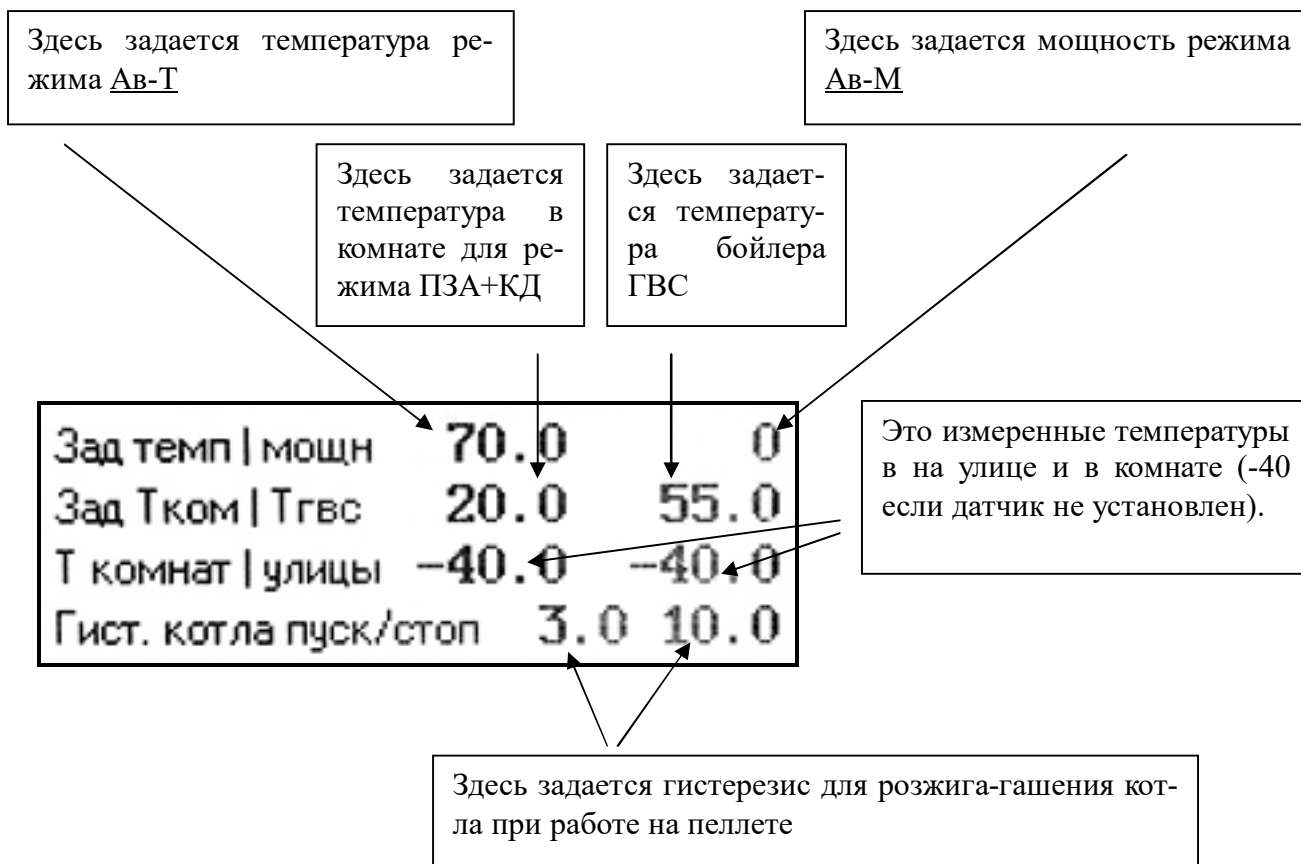 Здесь задается температура ре-
жима Ав-Т
Здесь задается мощность режима
Ав-М
Здесь задается
температура в
комнате для ре-
жима ПЗА+КД
Здесь задает-
ся температу-
ра бойлера
ГВС
Зад темп | мощн 70.0 0
Зад Тком | Тгвс 20.0 55.0
Т комнат | улицы -40.0 -40.0
Гист. котла пуск/стоп 3.0 10.0
Это измеренные температуры
в на улице и в комнате (-40
если датчик не установлен).
Здесь задается гистерезис для розжига-гашения кот-
ла при работе на пеллете